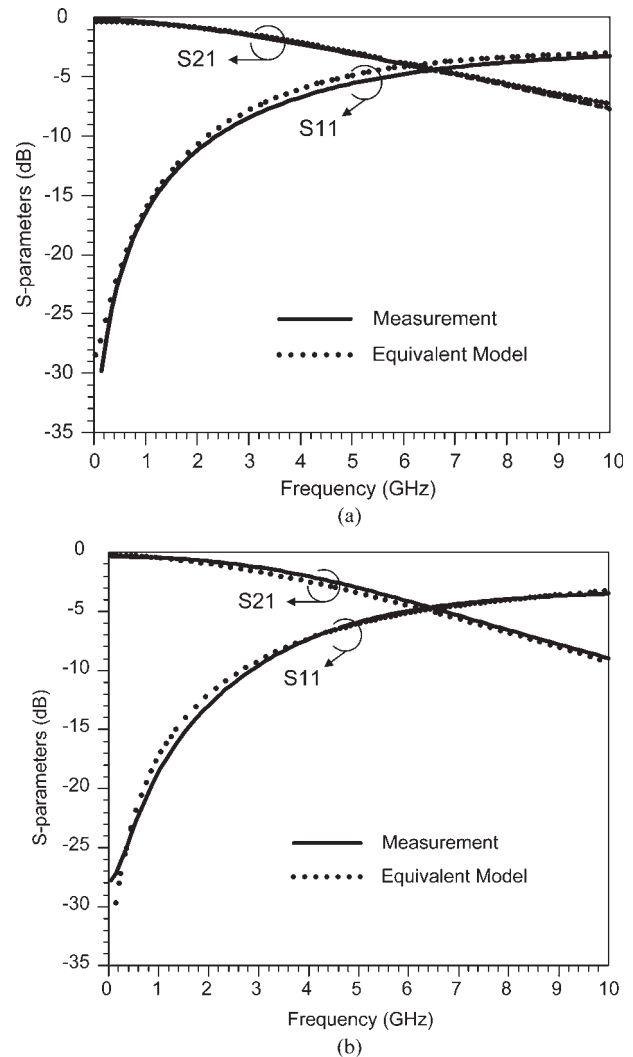 0
-5
-10
-15
-20
-25
-30
-35
S-parameters (dB)
S21
S11
Measurement
Equivalent Model
0 1 2 3 4 5 6 7 8 9 10
Frequency (GHz)
(a)
0
-5
-10
-15
-20
-25
-30
-35
S-parameters (dB)
S21
S11
Measurement
Equivalent Model
0 1 2 3 4 5 6 7 8 9 10
Frequency (GHz)
(b)